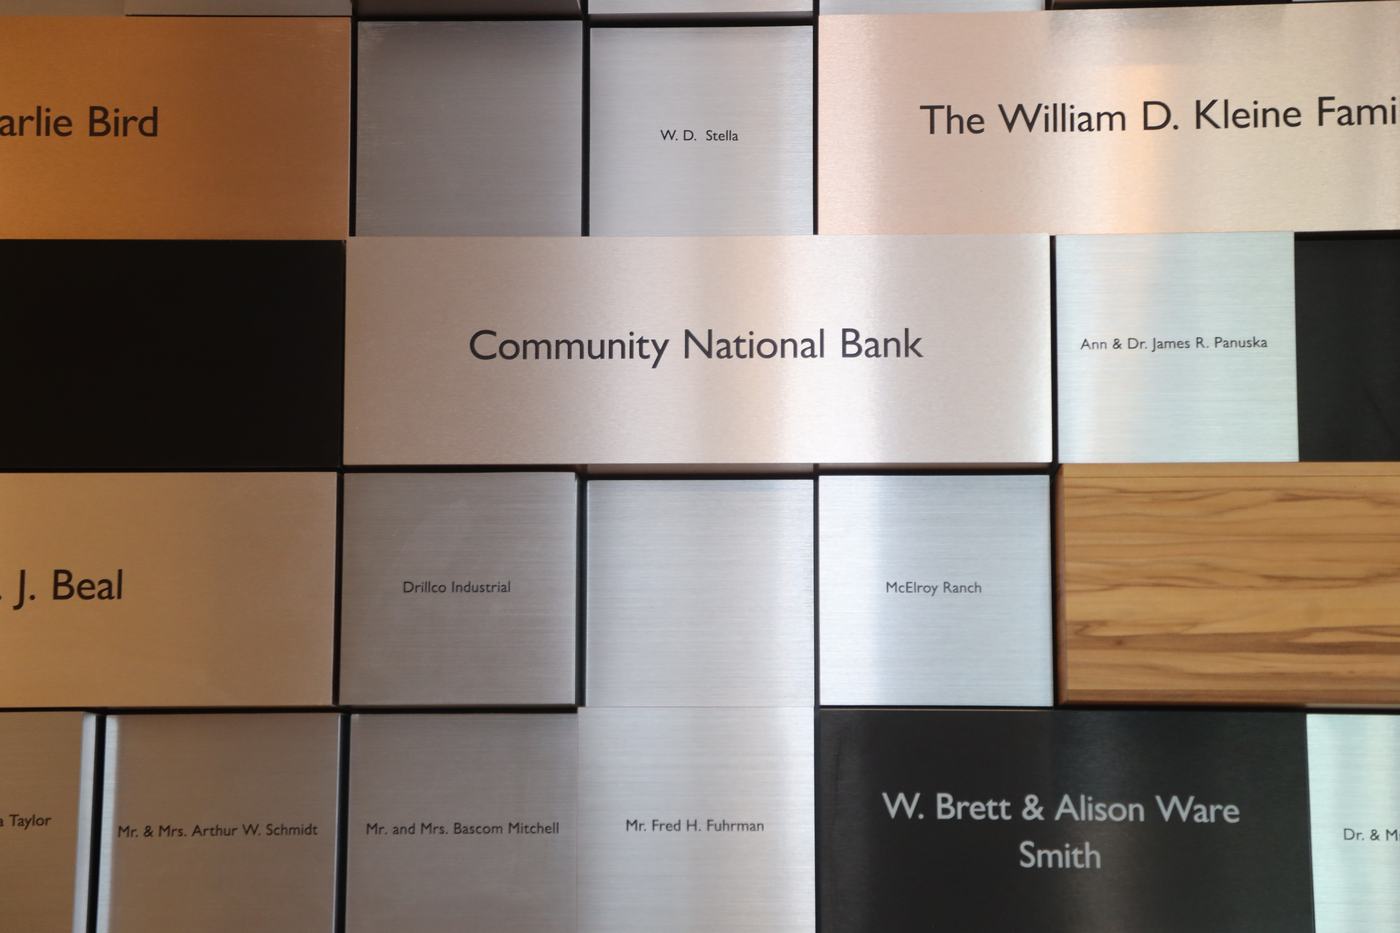 arlie Bird
W. D. Stella
The William D. Kleine Fami
Community National Bank
Ann & Dr. James R. Panuska
. J. Beal
Drillco Industrial
McElroy Ranch
a Taylor
Mr. & Mrs. Arthur W. Schmidt
Mr. and Mrs. Bascom Mitchell
Mr. Fred H. Fuhrman
W. Brett & Alison Ware
Smith
Dr. & M